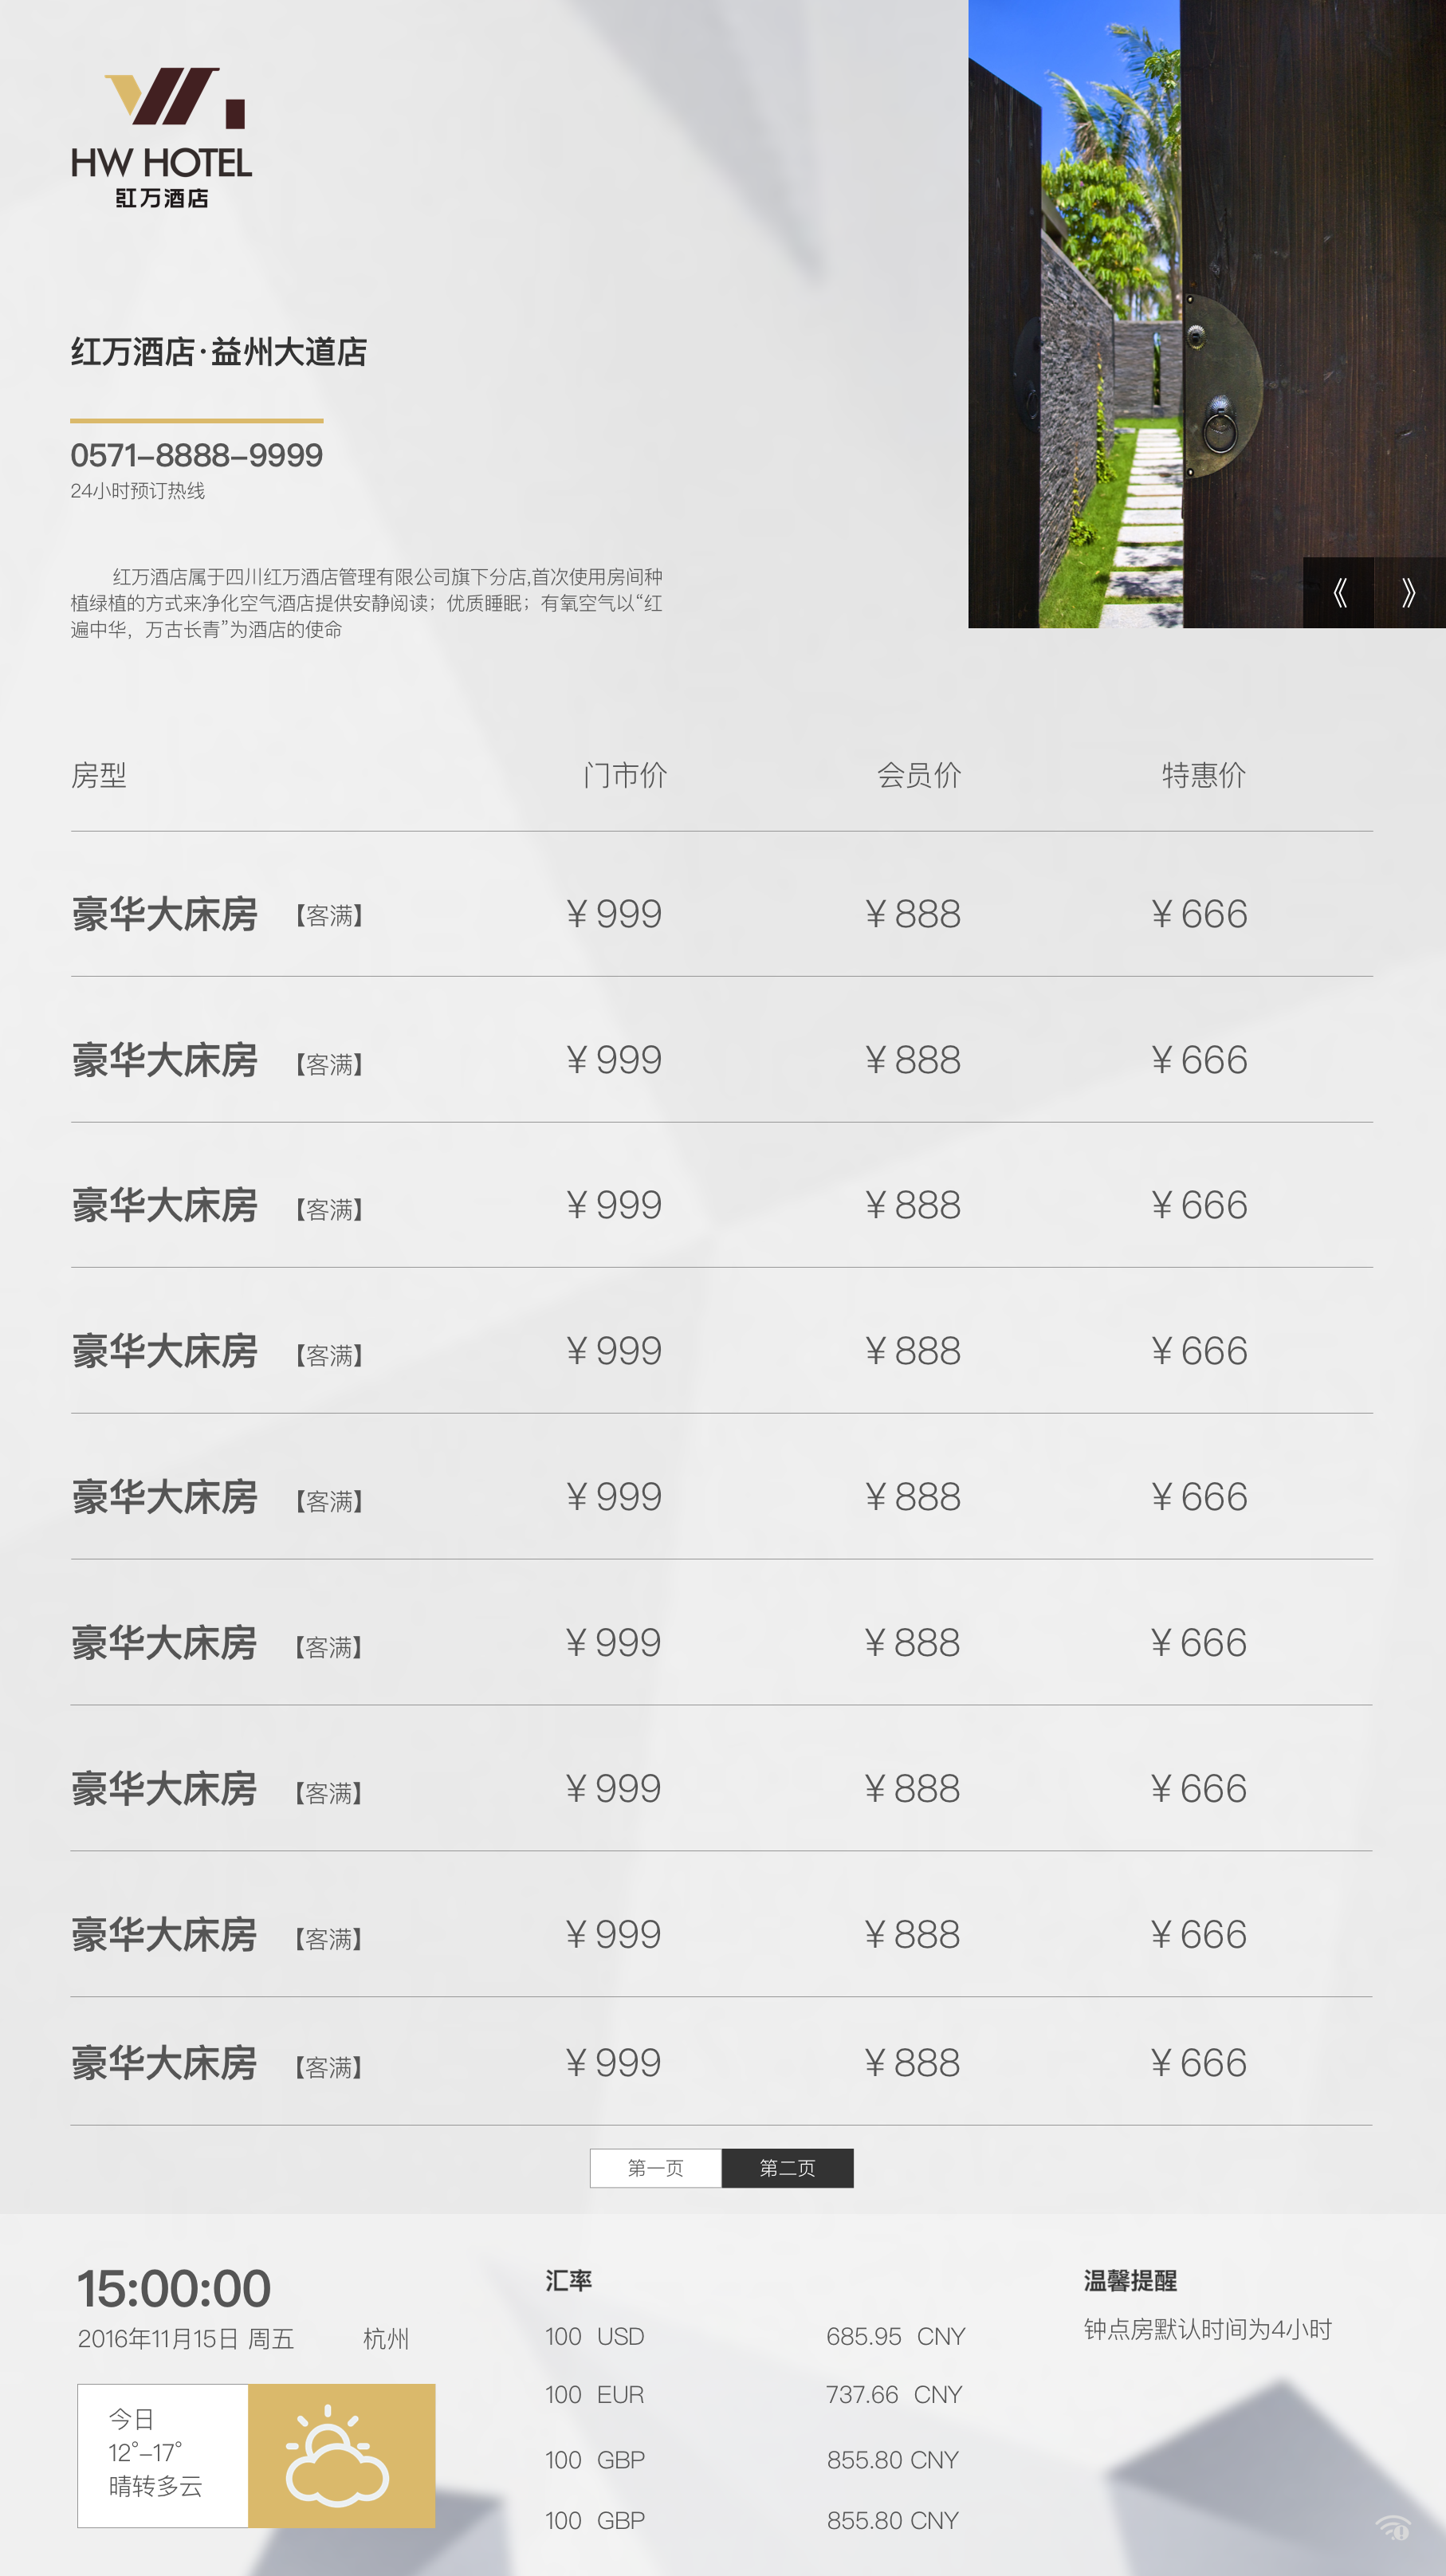 HW HOTEL
红万酒店
红万酒店·益州大道店
0571-8888-9999
24小时预订热线
红万酒店属于四川红万酒店管理有限公司旗下分店,首次使用房间种
植绿植的方式来净化空气酒店提供安静阅读；优质睡眠；有氧空气以“红
遍中华，万古长青”为酒店的使命
《 》
房型 门市价 会员价 特惠价
豪华大床房 【客满】 ¥ 999 ¥ 888 ¥ 666
豪华大床房 【客满】 ¥ 999 ¥ 888 ¥ 666
豪华大床房 【客满】 ¥ 999 ¥ 888 ¥ 666
豪华大床房 【客满】 ¥ 999 ¥ 888 ¥ 666
豪华大床房 【客满】 ¥ 999 ¥ 888 ¥ 666
豪华大床房 【客满】 ¥ 999 ¥ 888 ¥ 666
豪华大床房 【客满】 ¥ 999 ¥ 888 ¥ 666
豪华大床房 【客满】 ¥ 999 ¥ 888 ¥ 666
豪华大床房 【客满】 ¥ 999 ¥ 888 ¥ 666
第一页 第二页
15:00:00
2016年11月15日 周五 杭州
今日
12°-17°
晴转多云
汇率
100 USD 685.95 CNY
100 EUR 737.66 CNY
100 GBP 855.80 CNY
100 GBP 855.80 CNY
温馨提醒
钟点房默认时间为4小时